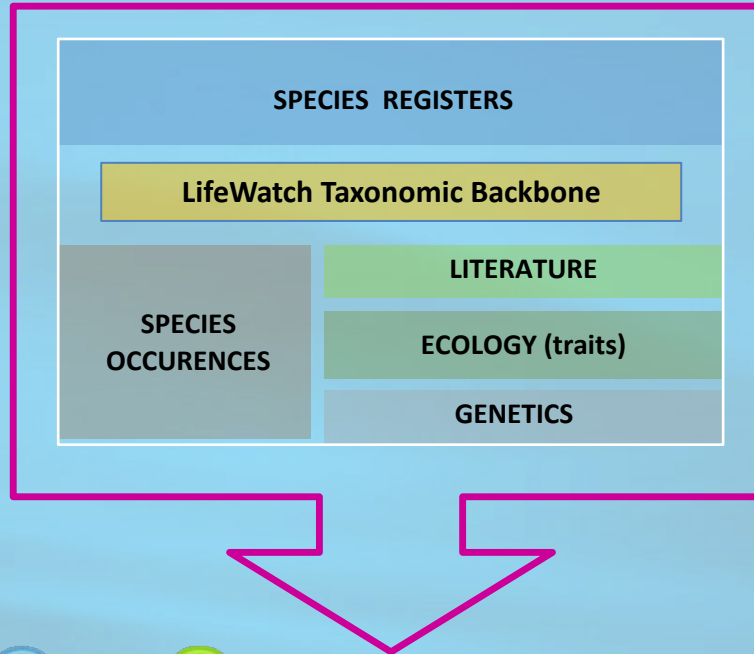 SPECIES REGISTERS
LifeWatch Taxonomic Backbone
LITERATURE
SPECIES
OCCURENCES
ECOLOGY (traits)
GENETICS